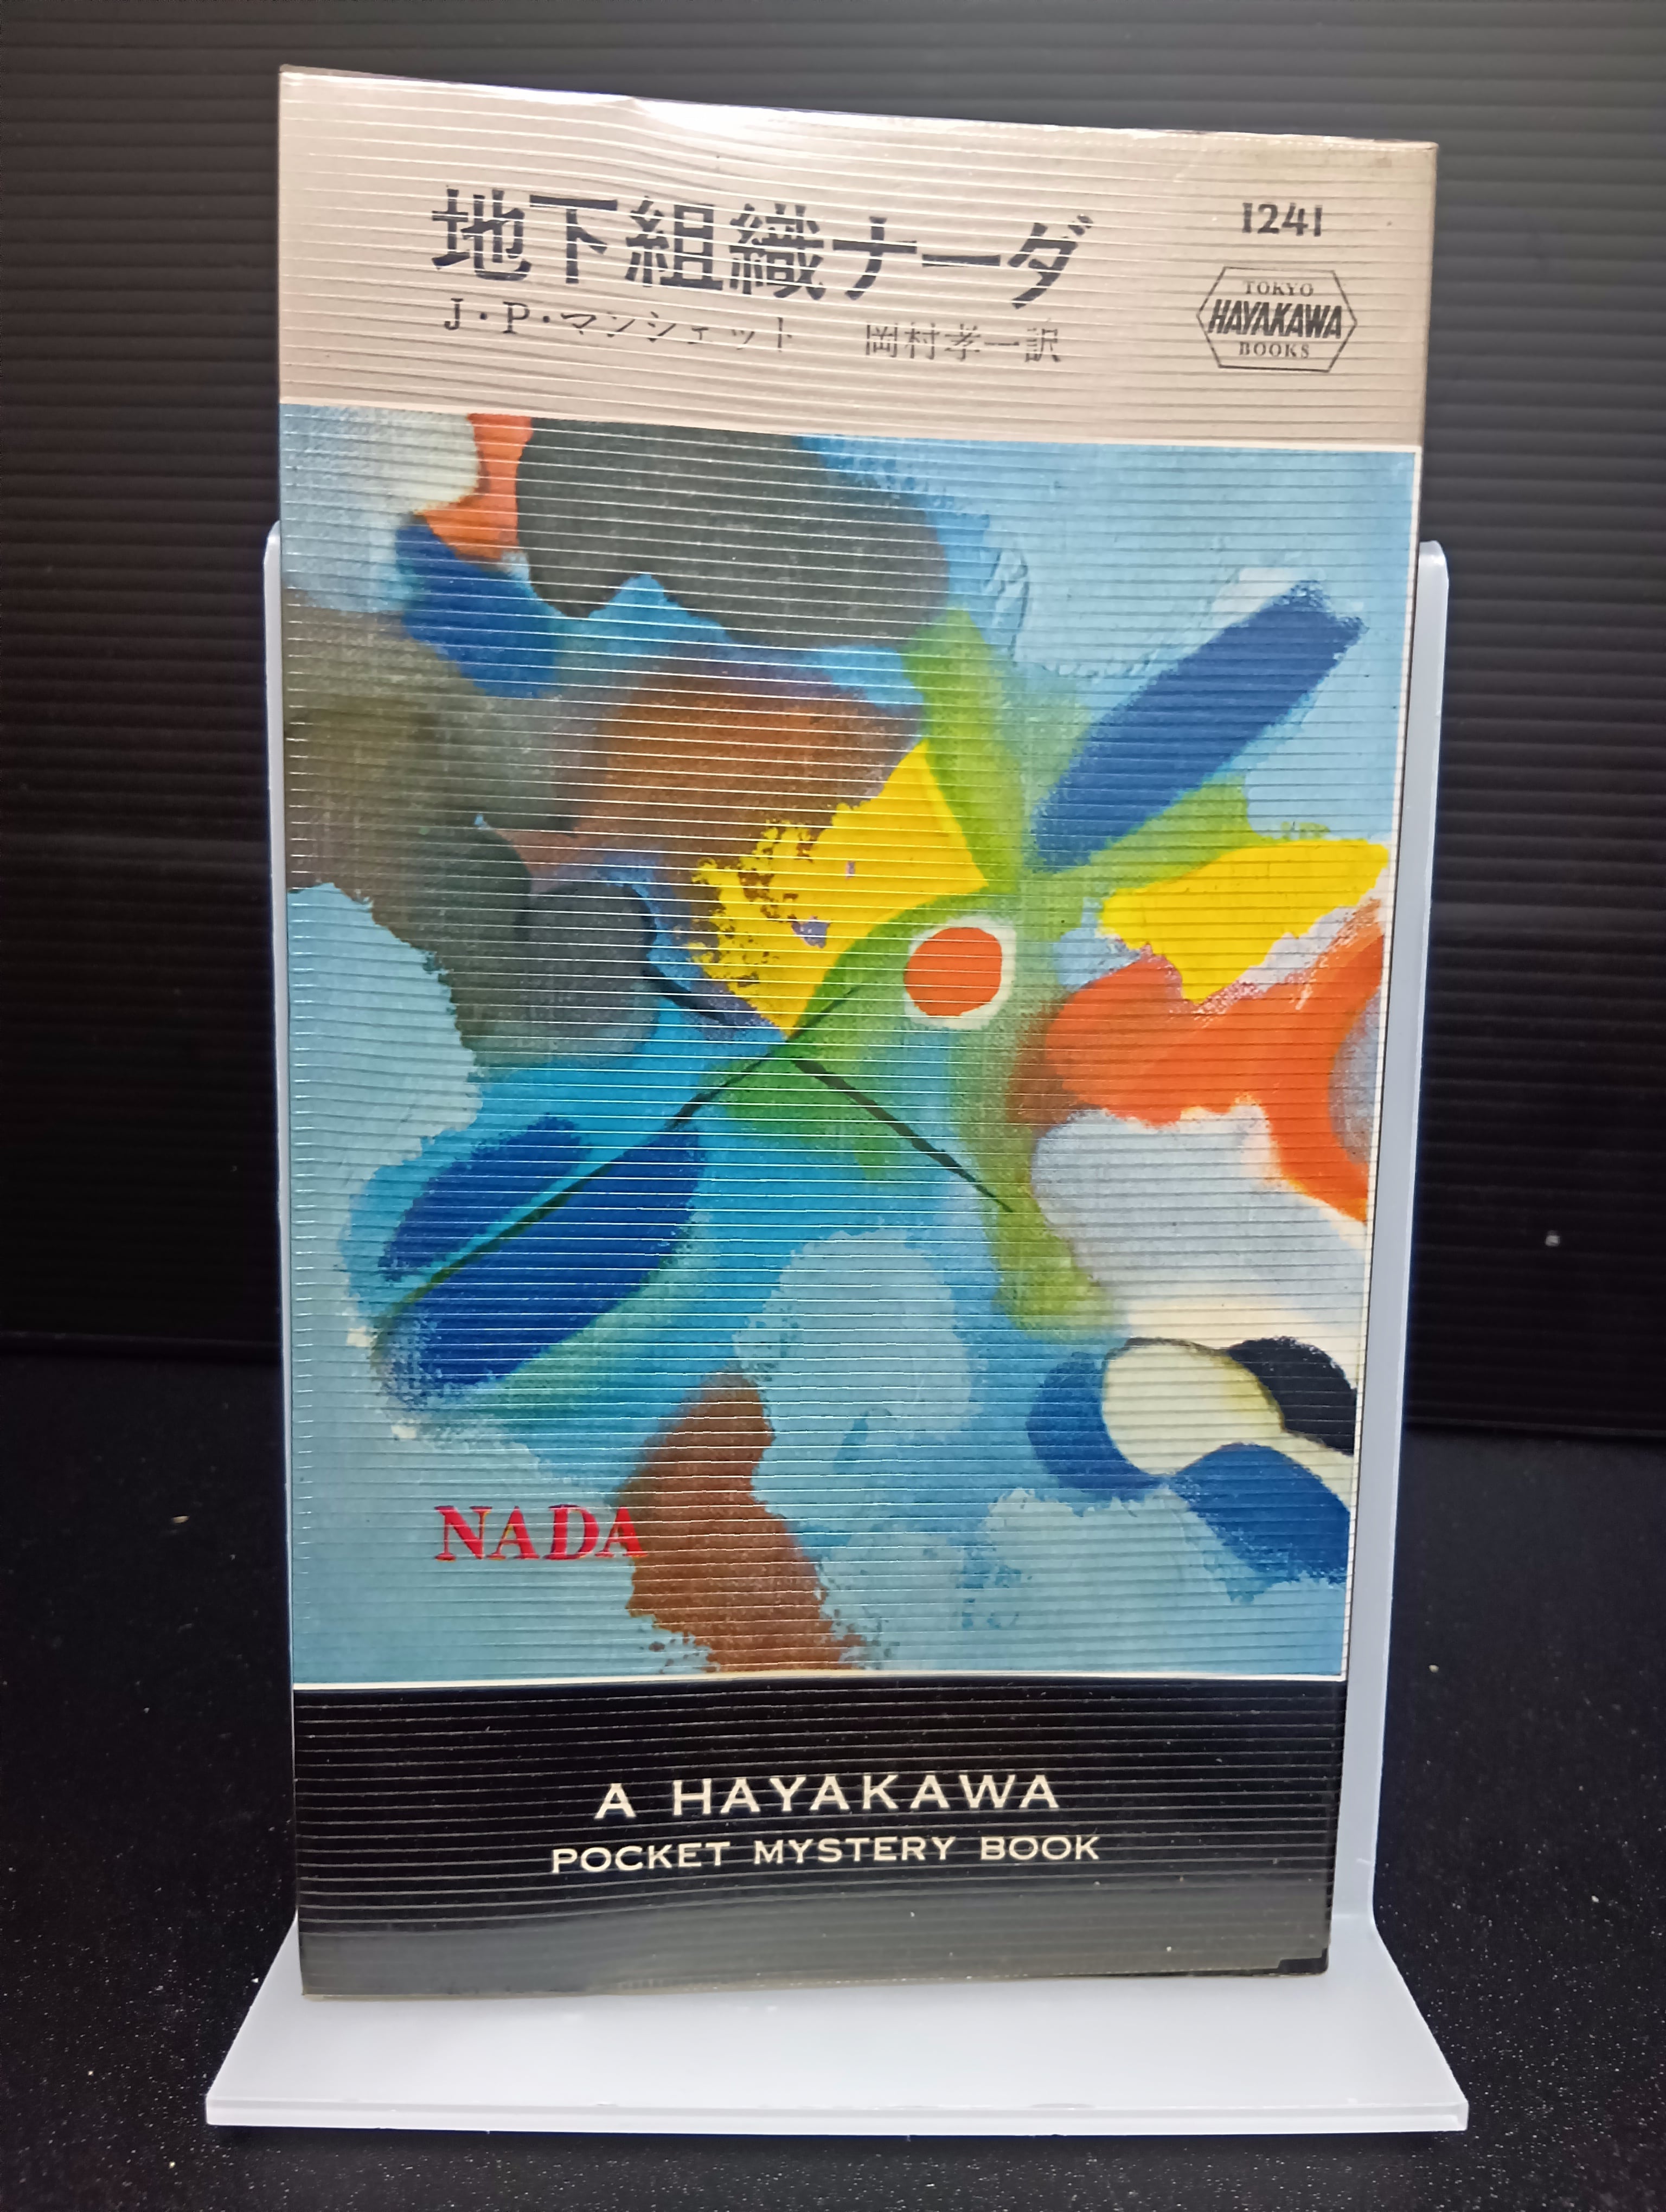 地下組織ナーダ
J・P・マンシェット 岡村孝一訳
1241
TOKYO
HAYAKAWA
BOOKS
NADA
A HAYAKAWA
POCKET MYSTERY BOOK